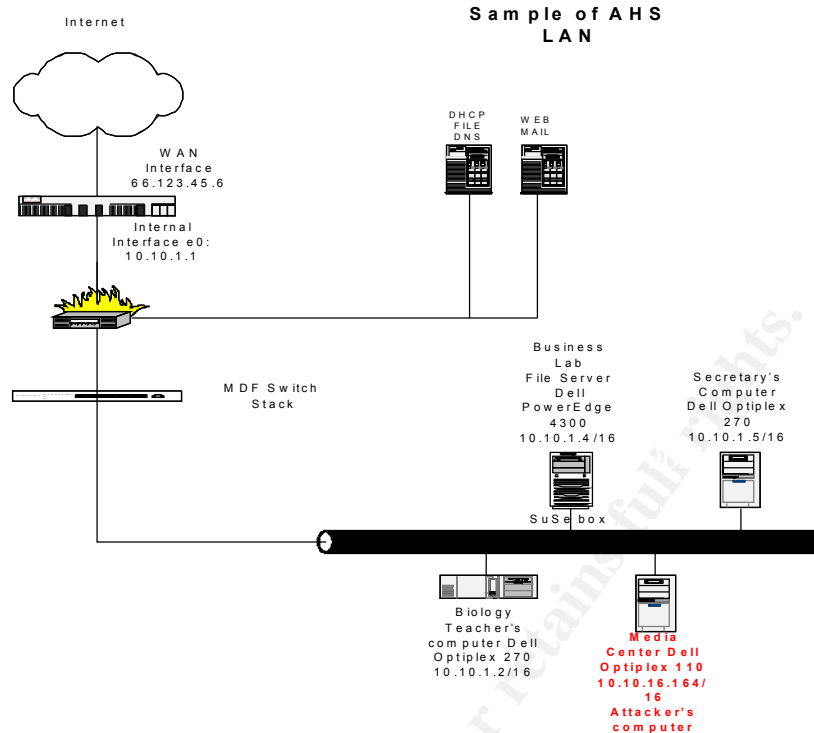 Sample of AHS
LAN
Internet
DHCP
FILE
DNS
WEB
MAIL
WAN
Interface
66.123.45.6
Internal
Interface e0:
10.10.1.1
MDF Switch
Stack
Business
Lab
File Server
Dell
PowerEdge
4300
10.10.1.4/16
Secretary's
Computer
Dell Optiplex
270
10.10.1.5/16
SuSe box
Biology
Teacher's
computer Dell
Optiplex 270
10.10.1.2/16
Media
Center Dell
Optiplex 110
10.10.16.164/
16
Attacker's
computer
retains full rights.